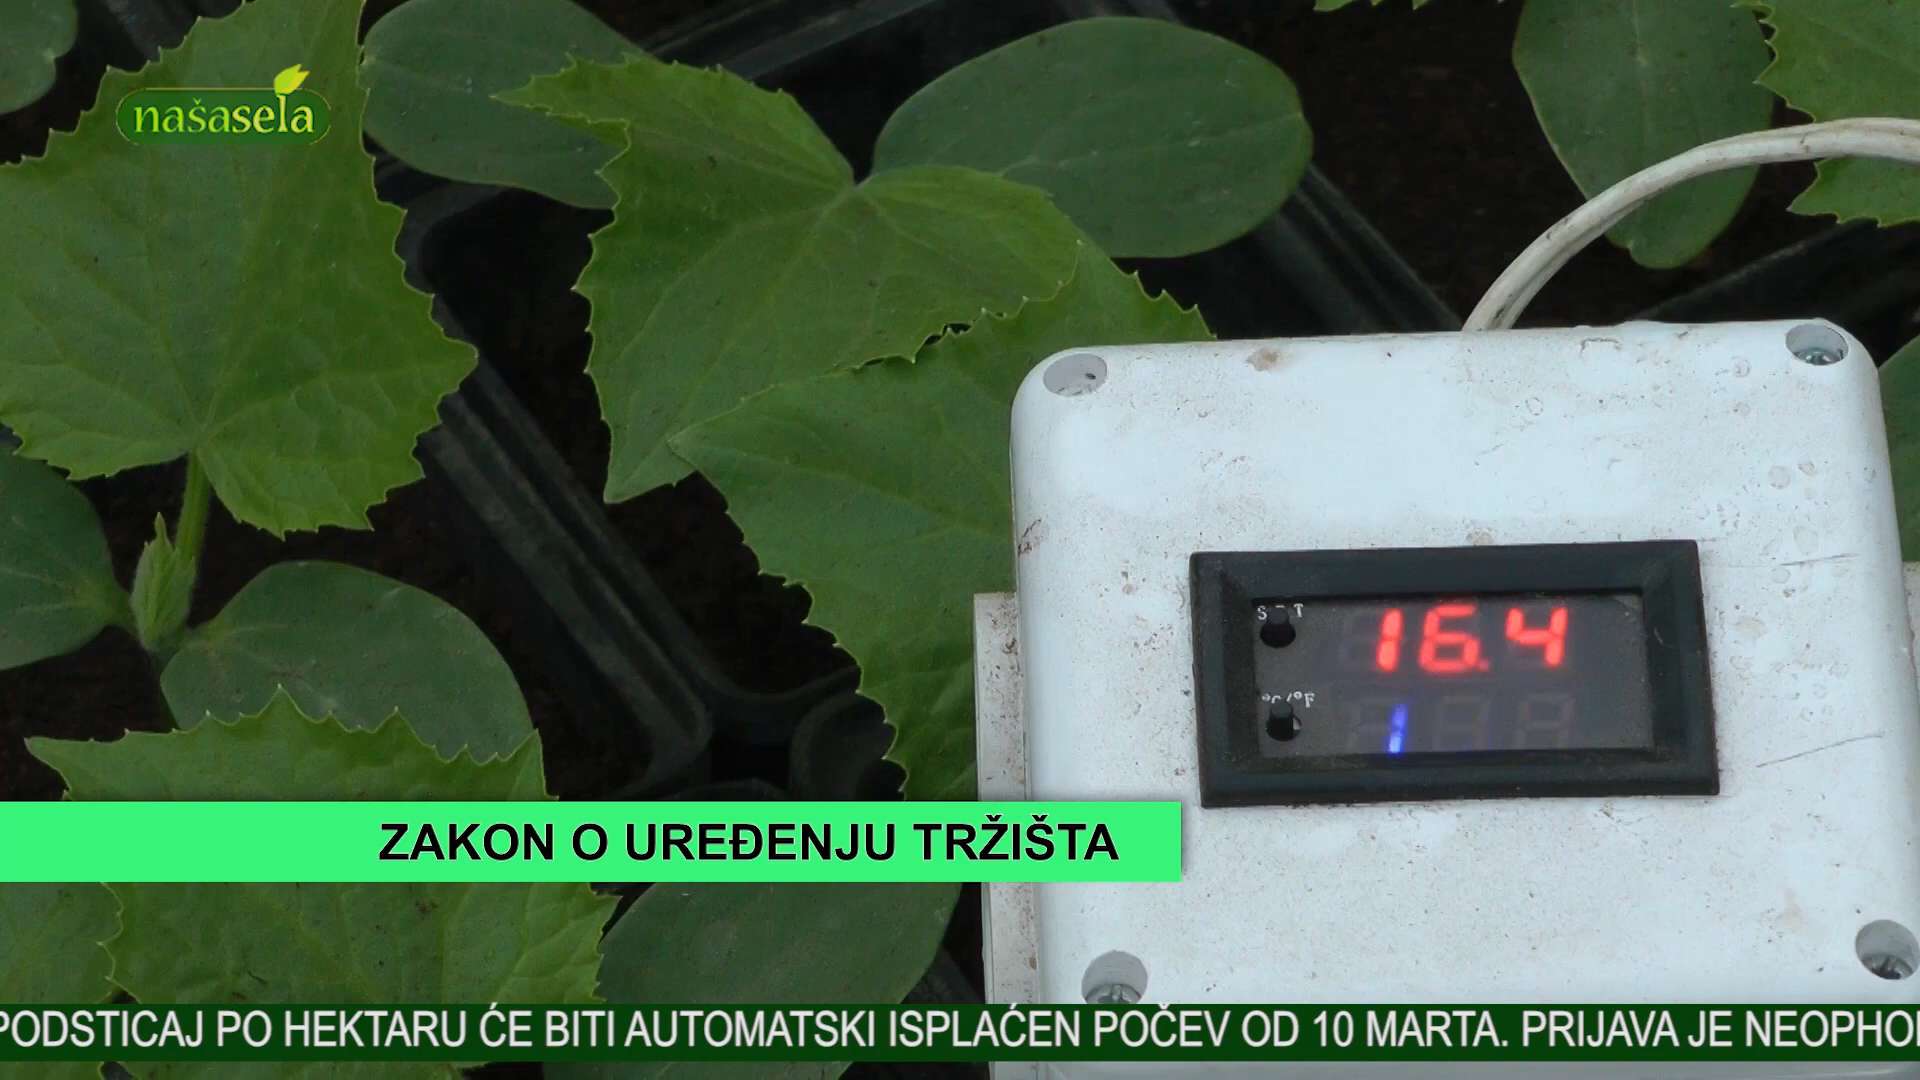 našasela
16.4
1
ZAKON O UREĐENJU TRŽIŠTA
PODSTICAJ PO HEKTARU ĆE BITI AUTOMATSKI ISPLAĆEN POČEV OD 10 MARTA. PRIJAVA JE